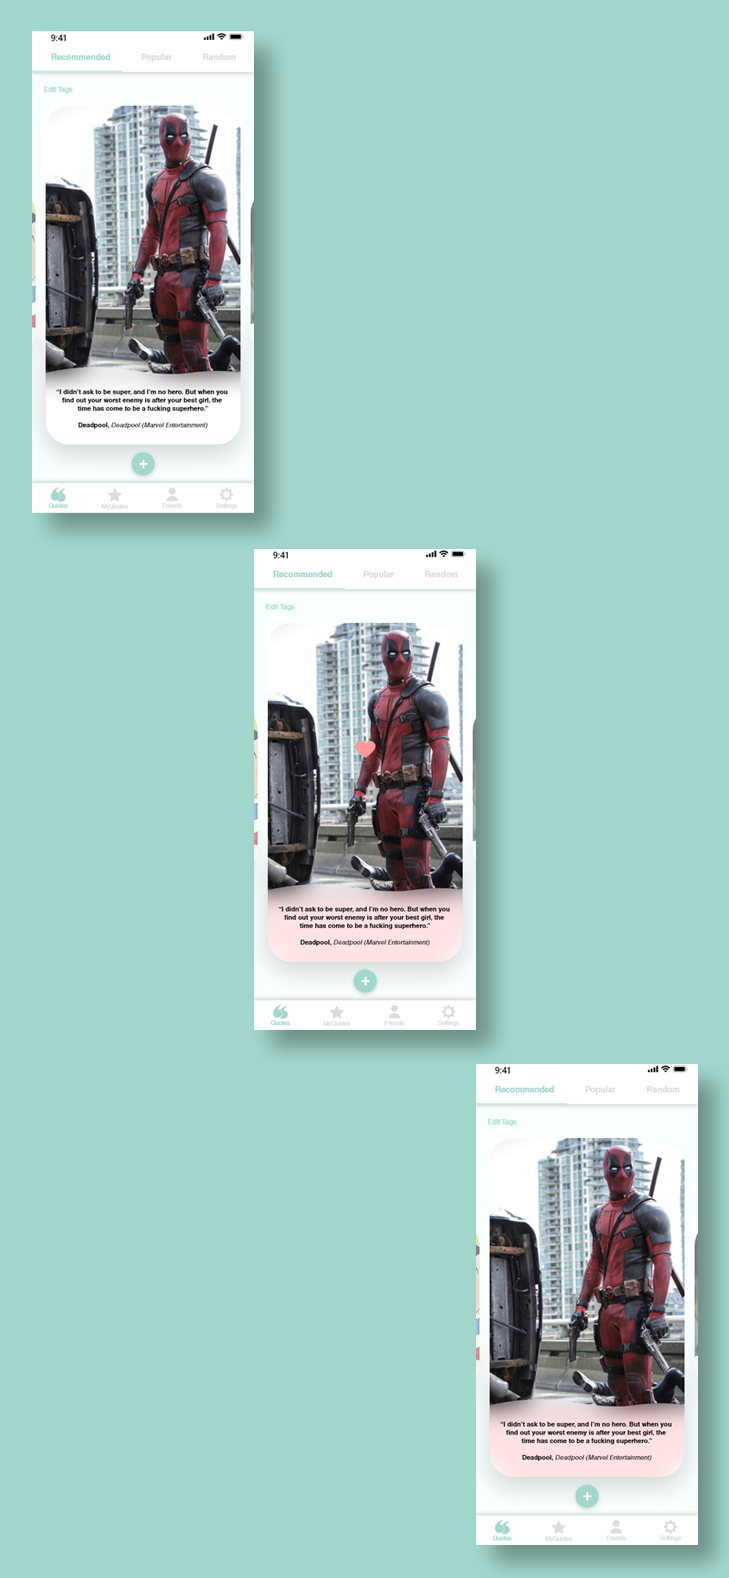 9:41
Recommended Popular Random
Edit Tags
“I didn’t ask to be super, and I’m no hero. But when you
find out your worst enemy is after your best girl, the
time has come to be a fucking superhero.”
Deadpool, Deadpool (Marvel Entertainment)
+
Quotes MyQuotes Friends Settings
9:41
Recommended Popular Random
Edit Tags
“I didn’t ask to be super, and I’m no hero. But when you
find out your worst enemy is after your best girl, the
time has come to be a fucking superhero.”
Deadpool, Deadpool (Marvel Entertainment)
+
Quotes MyQuotes Friends Settings
9:41
Recommended Popular Random
Edit Tags
“I didn’t ask to be super, and I’m no hero. But when you
find out your worst enemy is after your best girl, the
time has come to be a fucking superhero.”
Deadpool, Deadpool (Marvel Entertainment)
+
Quotes MyQuotes Friends Settings